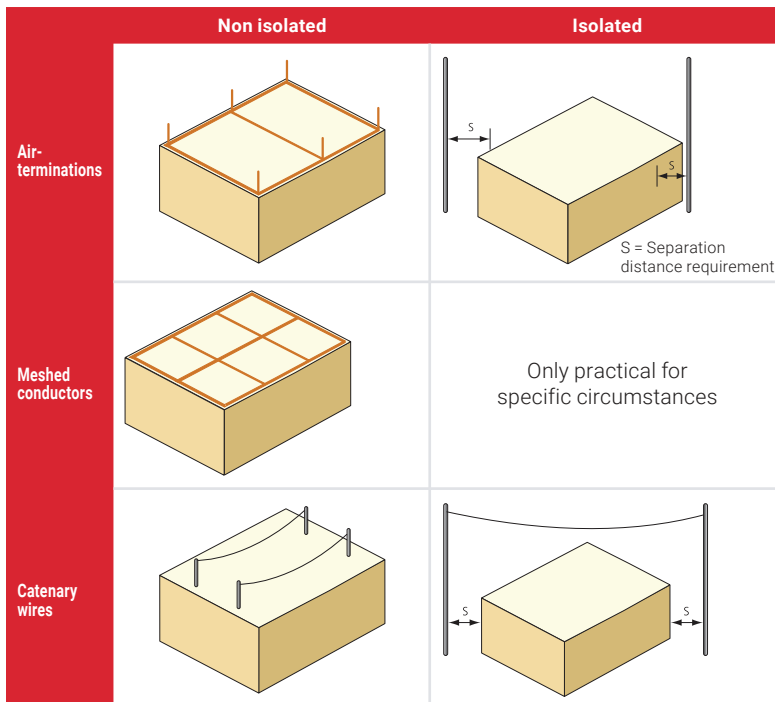 Non isolated
Isolated
Air-
terminations
S
S
S = Separation
distance requirement
Meshed
conductors
Only practical for
specific circumstances
Catenary
wires
S
S